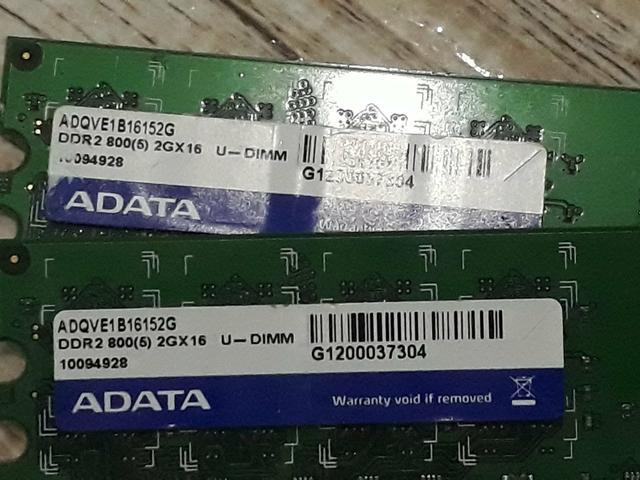 ADQVE1B16152G
DDR2 800(5) 2GX16 U-DIMM
10094928
G1200037304
ADATA
ADQVE1B16152G
DDR2 800(5) 2GX16 U-DIMM
10094928
G1200037304
ADATA
Warranty void if removed